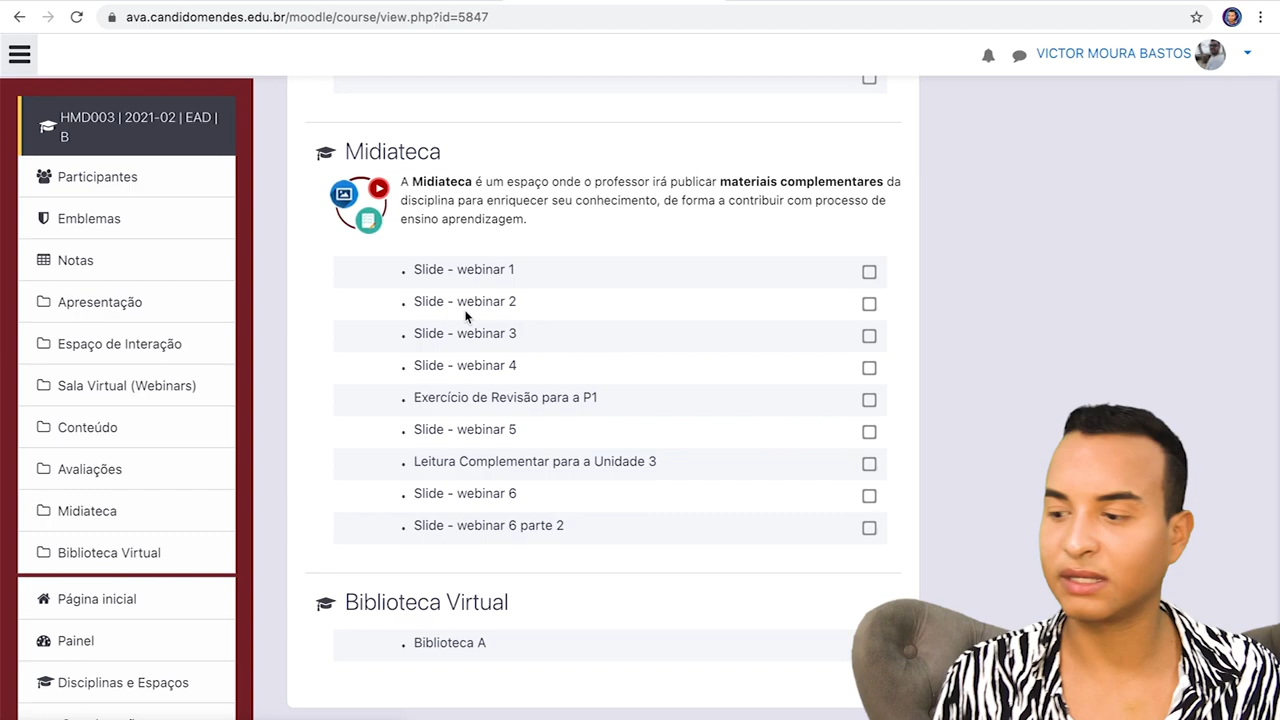 ava.candidomendes.edu.br/moodle/course/view.php?id=5847
VICTOR MOURA BASTOS
HMD003 | 2021-02 | EAD |
B
Participantes
Emblemas
Notas
Apresentação
Espaço de Interação
Sala Virtual (Webinars)
Conteúdo
Avaliações
Midiateca
Biblioteca Virtual
Página inicial
Painel
Disciplinas e Espaços
Midiateca
A Midiateca é um espaço onde o professor irá publicar materiais complementares da
disciplina para enriquecer seu conhecimento, de forma a contribuir com processo de
ensino aprendizagem.
Slide - webinar 1
Slide - webinar 2
Slide - webinar 3
Slide - webinar 4
Exercício de Revisão para a P1
Slide - webinar 5
Leitura Complementar para a Unidade 3
Slide - webinar 6
Slide - webinar 6 parte 2
Biblioteca Virtual
Biblioteca A